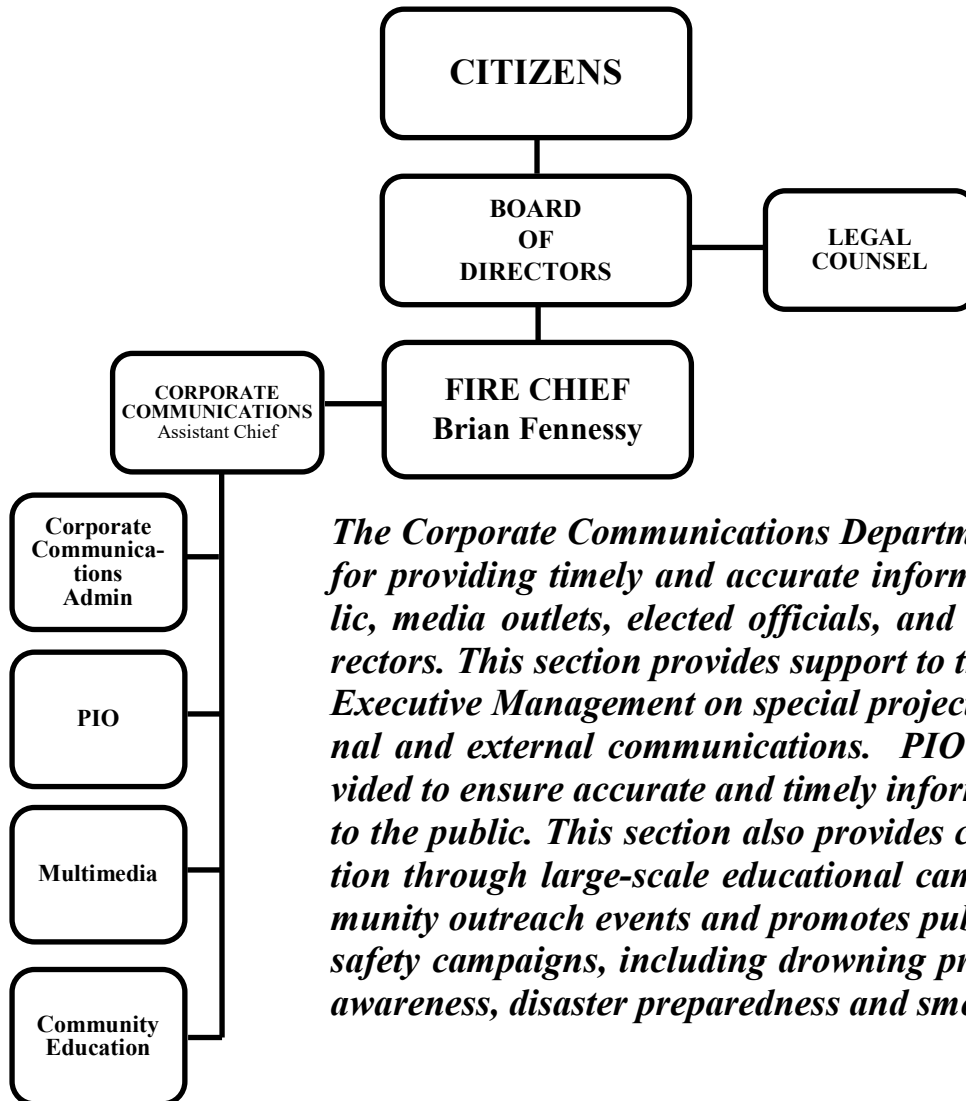 CITIZENS
BOARD
OF
DIRECTORS
LEGAL
COUNSEL
CORPORATE
COMMUNICATIONS
Assistant Chief
FIRE CHIEF
Brian Fennessy
Corporate
Communica-
tions
Admin
PIO
Multimedia
Community
Education
The Corporate Communications Departm
for providing timely and accurate inform
lic, media outlets, elected officials, and
rectors. This section provides support to t
Executive Management on special projec
nal and external communications. PIO
vided to ensure accurate and timely infor
to the public. This section also provides c
tion through large-scale educational cam
munity outreach events and promotes pu
safety campaigns, including drowning pr
awareness, disaster preparedness and sm